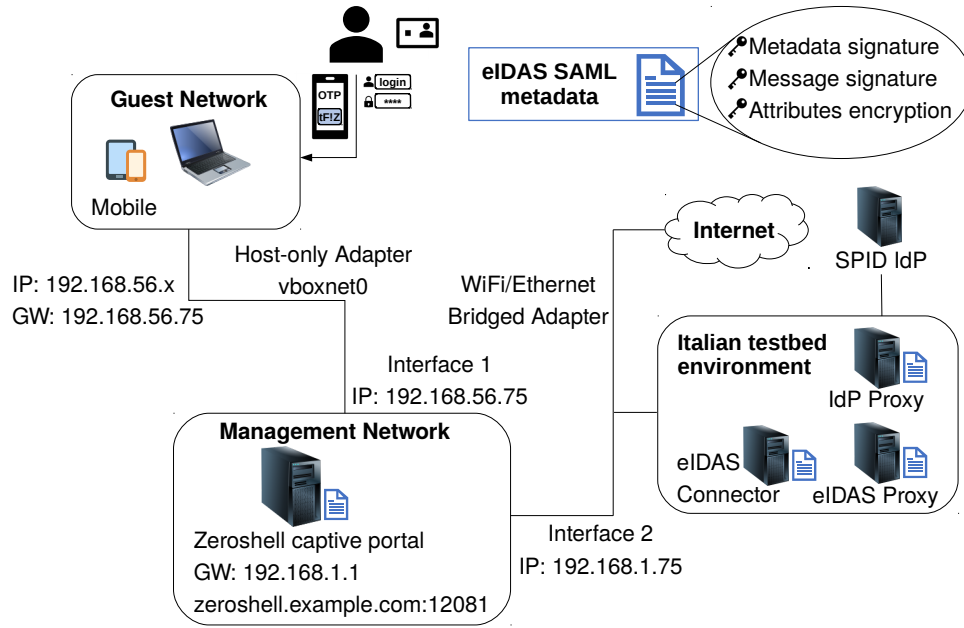 eIDAS SAML
metadata
Metadata signature
Message signature
Attributes encryption
OTP
tF!Z
login
****
Guest Network
Mobile
Internet
SPID IdP
Host-only Adapter
vboxnet0
IP: 192.168.56.x
GW: 192.168.56.75
WiFi/Ethernet
Bridged Adapter
Italian testbed
environment
IdP Proxy
eIDAS
Connector
eIDAS Proxy
Interface 1
IP: 192.168.56.75
Management Network
Zeroshell captive portal
GW: 192.168.1.1
zeroshell.example.com:12081
Interface 2
IP: 192.168.1.75